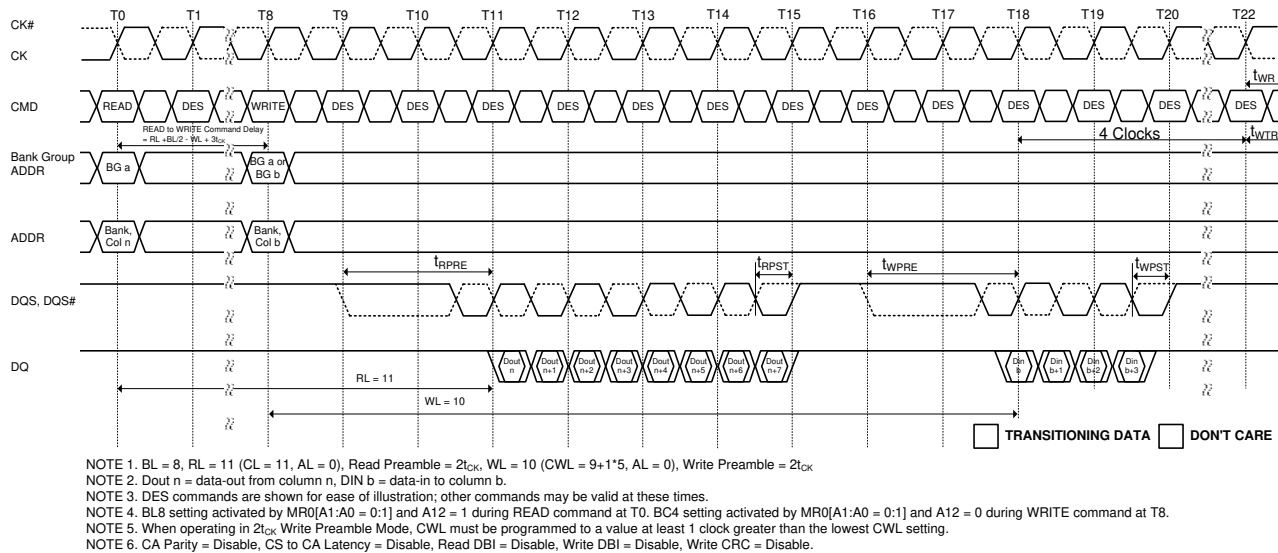 T0 T1 T8 T9 T10 T11 T12 T13 T14 T15 T16 T17 T18 T19 T20 T22
CK#
CK
tWR
CMD READ DES WRITE DES DES DES DES DES DES DES DES DES DES DES DES DES
READ to WRITE Command Delay
= RL +BL/2 - WL + 3tCK
4 Clocks
tWTR
Bank Group
ADDR
BG a
BG a or
BG b
ADDR
Bank,
Col n
Bank,
Col b
tRPRE tRPST tWPRE tWPST
DQS, DQS#
DQ
Dout
n
Dout
n+1
Dout
n+2
Dout
n+3
Dout
n+4
Dout
n+5
Dout
n+6
Dout
n+7
Din
b
Din
b+1
Din
b+2
Din
b+3
RL = 11
WL = 10
TRANSITIONING DATA DON'T CARE
NOTE 1. BL = 8, RL = 11 (CL = 11, AL = 0), Read Preamble = 2tCK, WL = 10 (CWL = 9+1*5, AL = 0), Write Preamble = 2tCK
NOTE 2. Dout n = data-out from column n, DIN b = data-in to column b.
NOTE 3. DES commands are shown for ease of illustration; other commands may be valid at these times.
NOTE 4. BL8 setting activated by MR0[A1:A0 = 0:1] and A12 = 1 during READ command at T0. BC4 setting activated by MR0[A1:A0 = 0:1] and A12 = 0 during WRITE command at T8.
NOTE 5. When operating in 2tCK Write Preamble Mode, CWL must be programmed to a value at least 1 clock greater than the lowest CWL setting.
NOTE 6. CA Parity = Disable, CS to CA Latency = Disable, Read DBI = Disable, Write DBI = Disable, Write CRC = Disable.